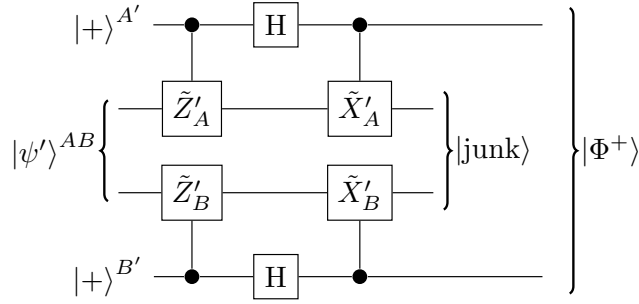 |+⟩^{A′} H
Z̃′_A X̃′_A
|ψ′⟩^{AB} |junk⟩ |Φ⁺⟩
Z̃′_B X̃′_B
|+⟩^{B′} H